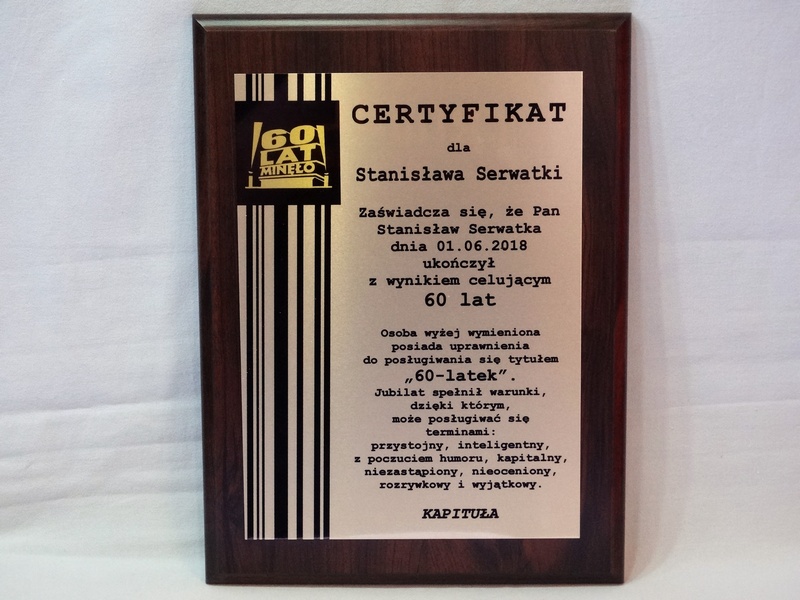 60
LAT
MINĘŁO
CERTYFIKAT
dla
Stanisława Serwatki
Zaświadcza się, że Pan
Stanisław Serwatka
dnia 01.06.2018
ukończył
z wynikiem celującym
60 lat
Osoba wyżej wymieniona
posiada uprawnienia
do posługiwania się tytułem
„60-latek”.
Jubilat spełnił warunki,
dzięki którym,
może posługiwać się
terminami:
przystojny, inteligentny,
z poczuciem humoru, kapitalny,
niezastąpiony, nieoceniony,
rozrywkowy i wyjątkowy.
KAPITUŁA